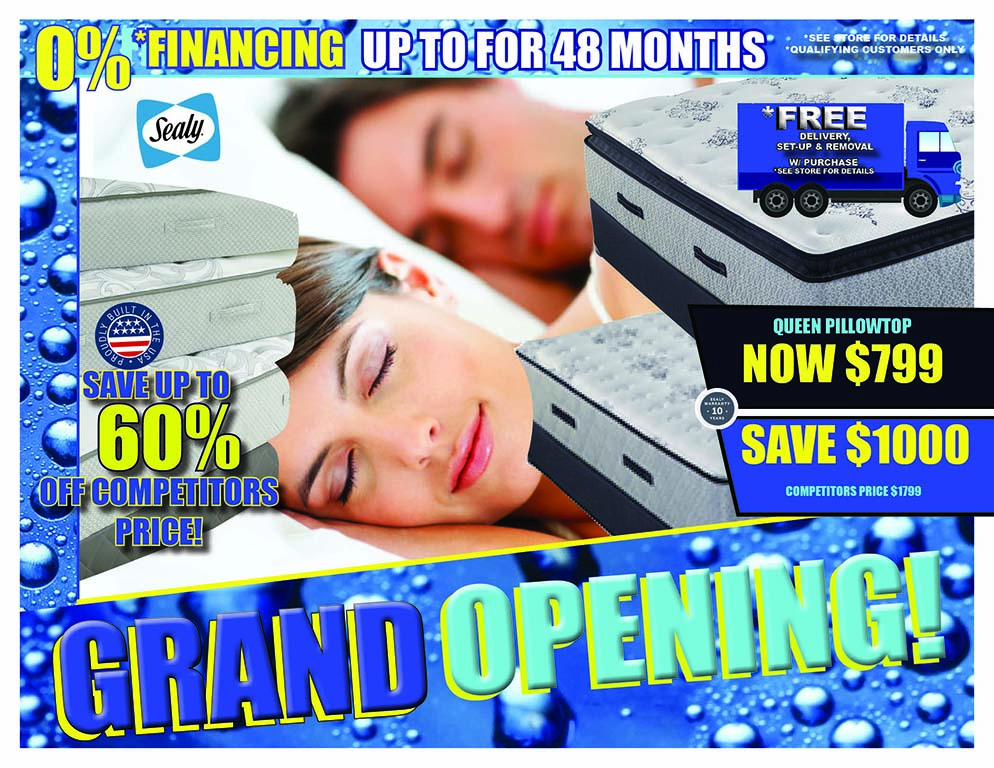 0% *FINANCING UP TO FOR 48 MONTHS
*SEE STORE FOR DETAILS
*QUALIFYING CUSTOMERS ONLY
Sealy
*FREE
DELIVERY,
SET-UP & REMOVAL
W/ PURCHASE
*SEE STORE FOR DETAILS
PROUDLY BUILT IN THE USA
SAVE UP TO
60%
OFF COMPETITORS
PRICE!
QUEEN PILLOWTOP
NOW $799
SEALY
WARRANTY
10
YEARS
SAVE $1000
COMPETITORS PRICE $1799
GRAND OPENING!